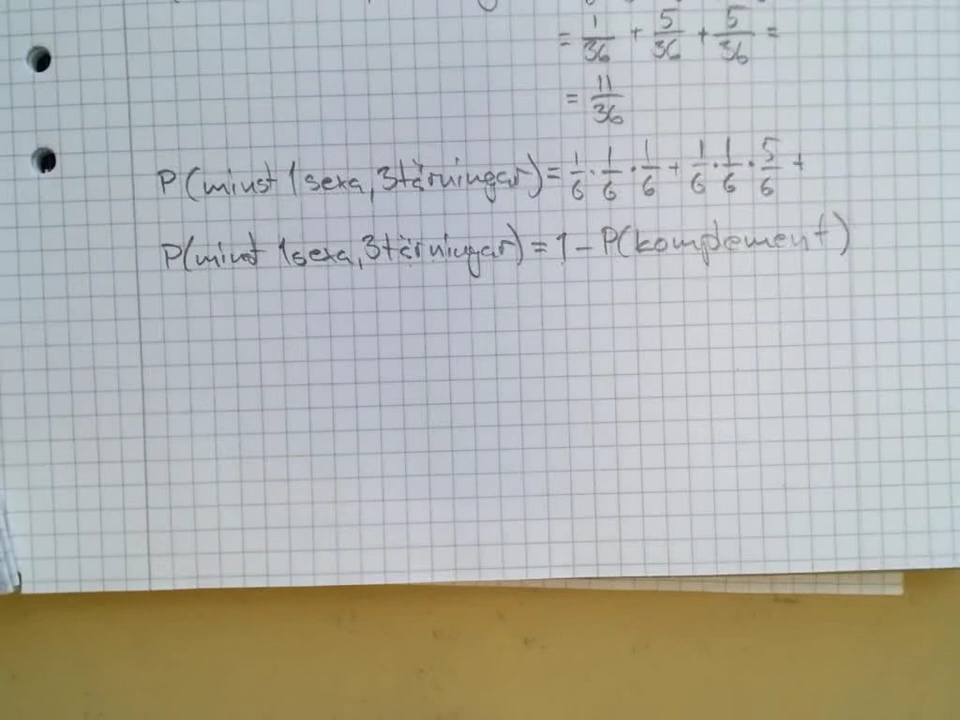 = 1/36 + 5/36 + 5/36 =
= 11/36
P(minst 1 sexa, 3 tärningar) = 1/6 · 1/6 · 1/6 + 1/6 · 1/6 · 5/6 +
P(minst 1 sexa, 3 tärningar) = 1 - P(komplement)